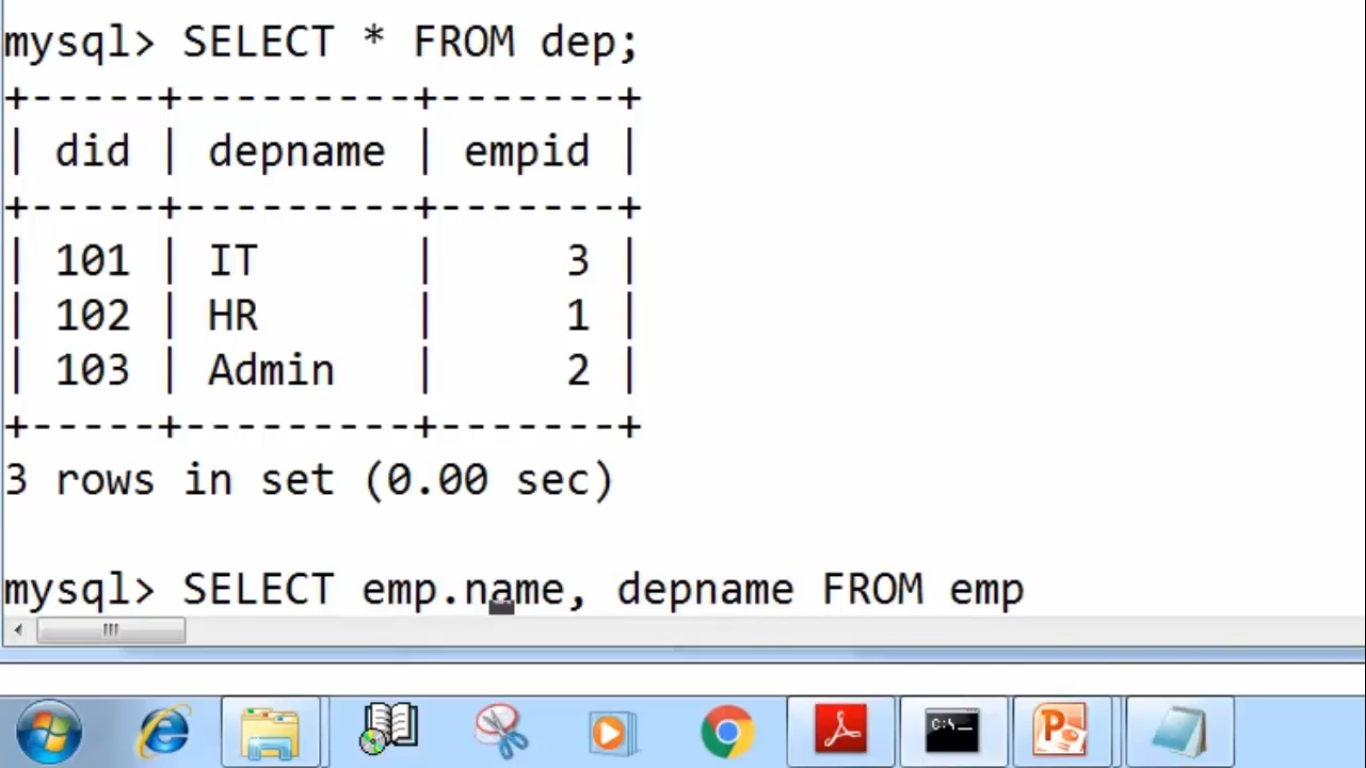 mysql> SELECT * FROM dep;
+-----+---------+-------+
| did | depname | empid |
+-----+---------+-------+
| 101 | IT      |     3 |
| 102 | HR      |     1 |
| 103 | Admin   |     2 |
+-----+---------+-------+
3 rows in set (0.00 sec)
mysql> SELECT emp.name, depname FROM emp
C:\_